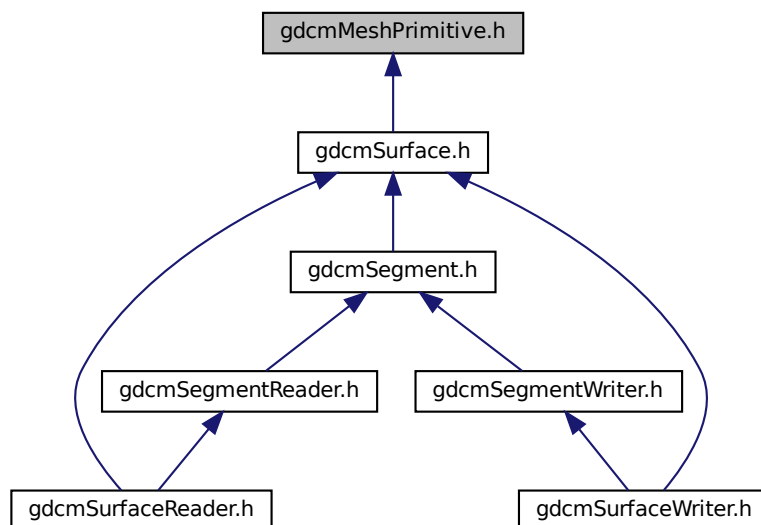 gdcmMeshPrimitive.h
gdcmSurface.h
gdcmSegment.h
gdcmSegmentReader.h
gdcmSegmentWriter.h
gdcmSurfaceReader.h
gdcmSurfaceWriter.h